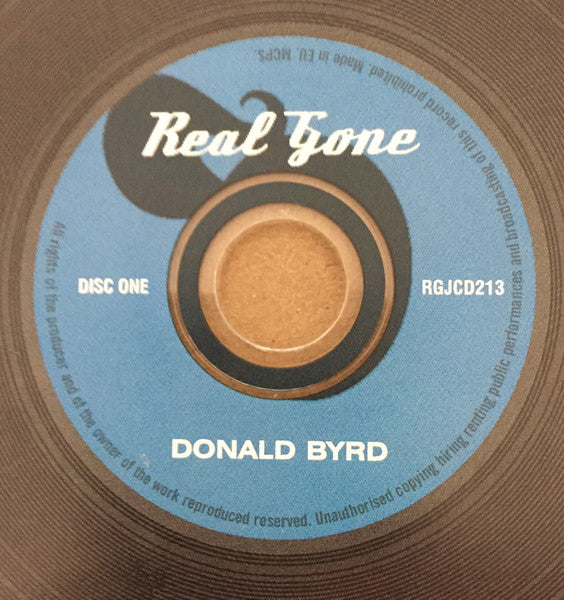 Real Gone
DISC ONE
RGJCD213
DONALD BYRD
All rights of the producer, and of the owner of the work reproduced reserved. Unauthorised copying hiring renting public performances and broadcasting of this record prohibited. Made in EU. MCPS.